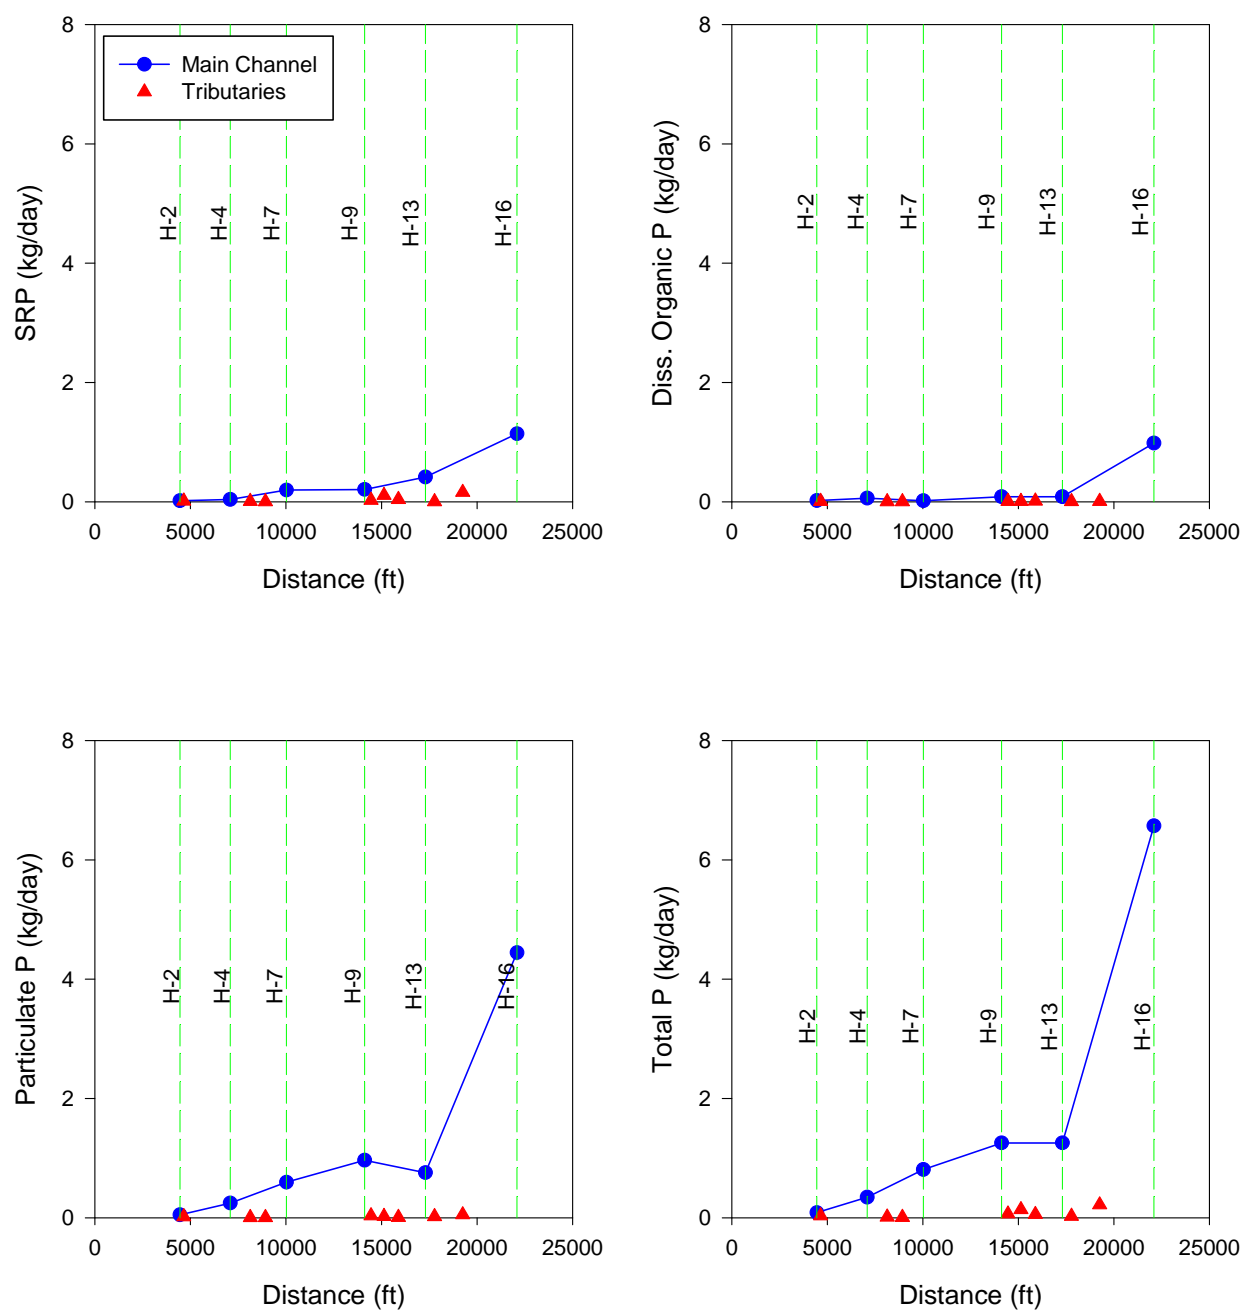 8
6
4
2
0
SRP (kg/day)
Main Channel
Tributaries
H-2
H-4
H-7
H-9
H-13
H-16
0 5000 10000 15000 20000 25000
Distance (ft)
8
6
4
2
0
Diss. Organic P (kg/day)
H-2
H-4
H-7
H-9
H-13
H-16
0 5000 10000 15000 20000 25000
Distance (ft)
8
6
4
2
0
Particulate P (kg/day)
H-2
H-4
H-7
H-9
H-13
H-16
0 5000 10000 15000 20000 25000
Distance (ft)
8
6
4
2
0
Total P (kg/day)
H-2
H-4
H-7
H-9
H-13
H-16
0 5000 10000 15000 20000 25000
Distance (ft)